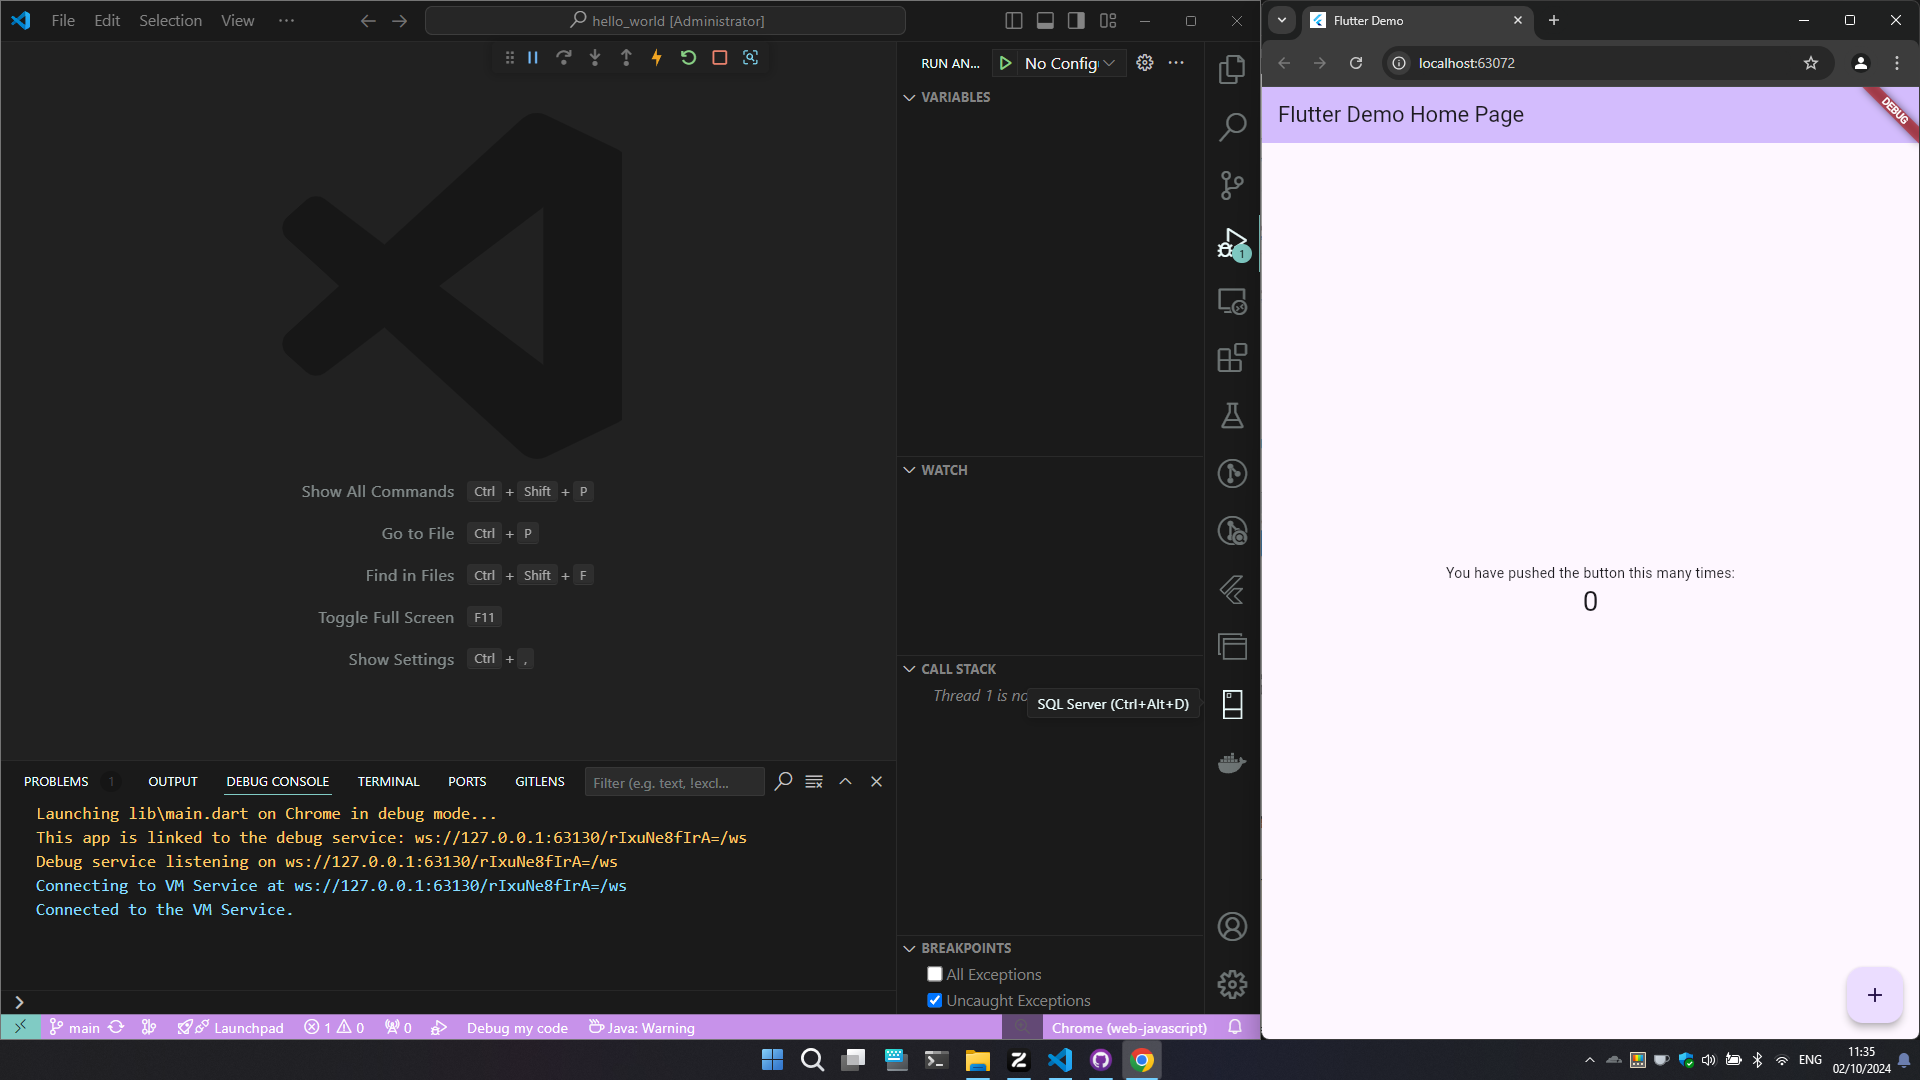 File Edit Selection View ···
hello_world [Administrator]
RUN AN...
No Config
VARIABLES
1
WATCH
CALL STACK
Thread 1 is no
SQL Server (Ctrl+Alt+D)
BREAKPOINTS
All Exceptions
Uncaught Exceptions
Show All Commands Ctrl + Shift + P
Go to File Ctrl + P
Find in Files Ctrl + Shift + F
Toggle Full Screen F11
Show Settings Ctrl + ,
PROBLEMS 1 OUTPUT DEBUG CONSOLE TERMINAL PORTS GITLENS
Filter (e.g. text, !excl...
Launching lib\main.dart on Chrome in debug mode...
This app is linked to the debug service: ws://127.0.0.1:63130/rIxuNe8fIrA=/ws
Debug service listening on ws://127.0.0.1:63130/rIxuNe8fIrA=/ws
Connecting to VM Service at ws://127.0.0.1:63130/rIxuNe8fIrA=/ws
Connected to the VM Service.
main Launchpad 1 0 0 Debug my code Java: Warning Chrome (web-javascript)
Flutter Demo
localhost:63072
Flutter Demo Home Page
DEBUG
You have pushed the button this many times:
0
+
ENG
11:35
02/10/2024